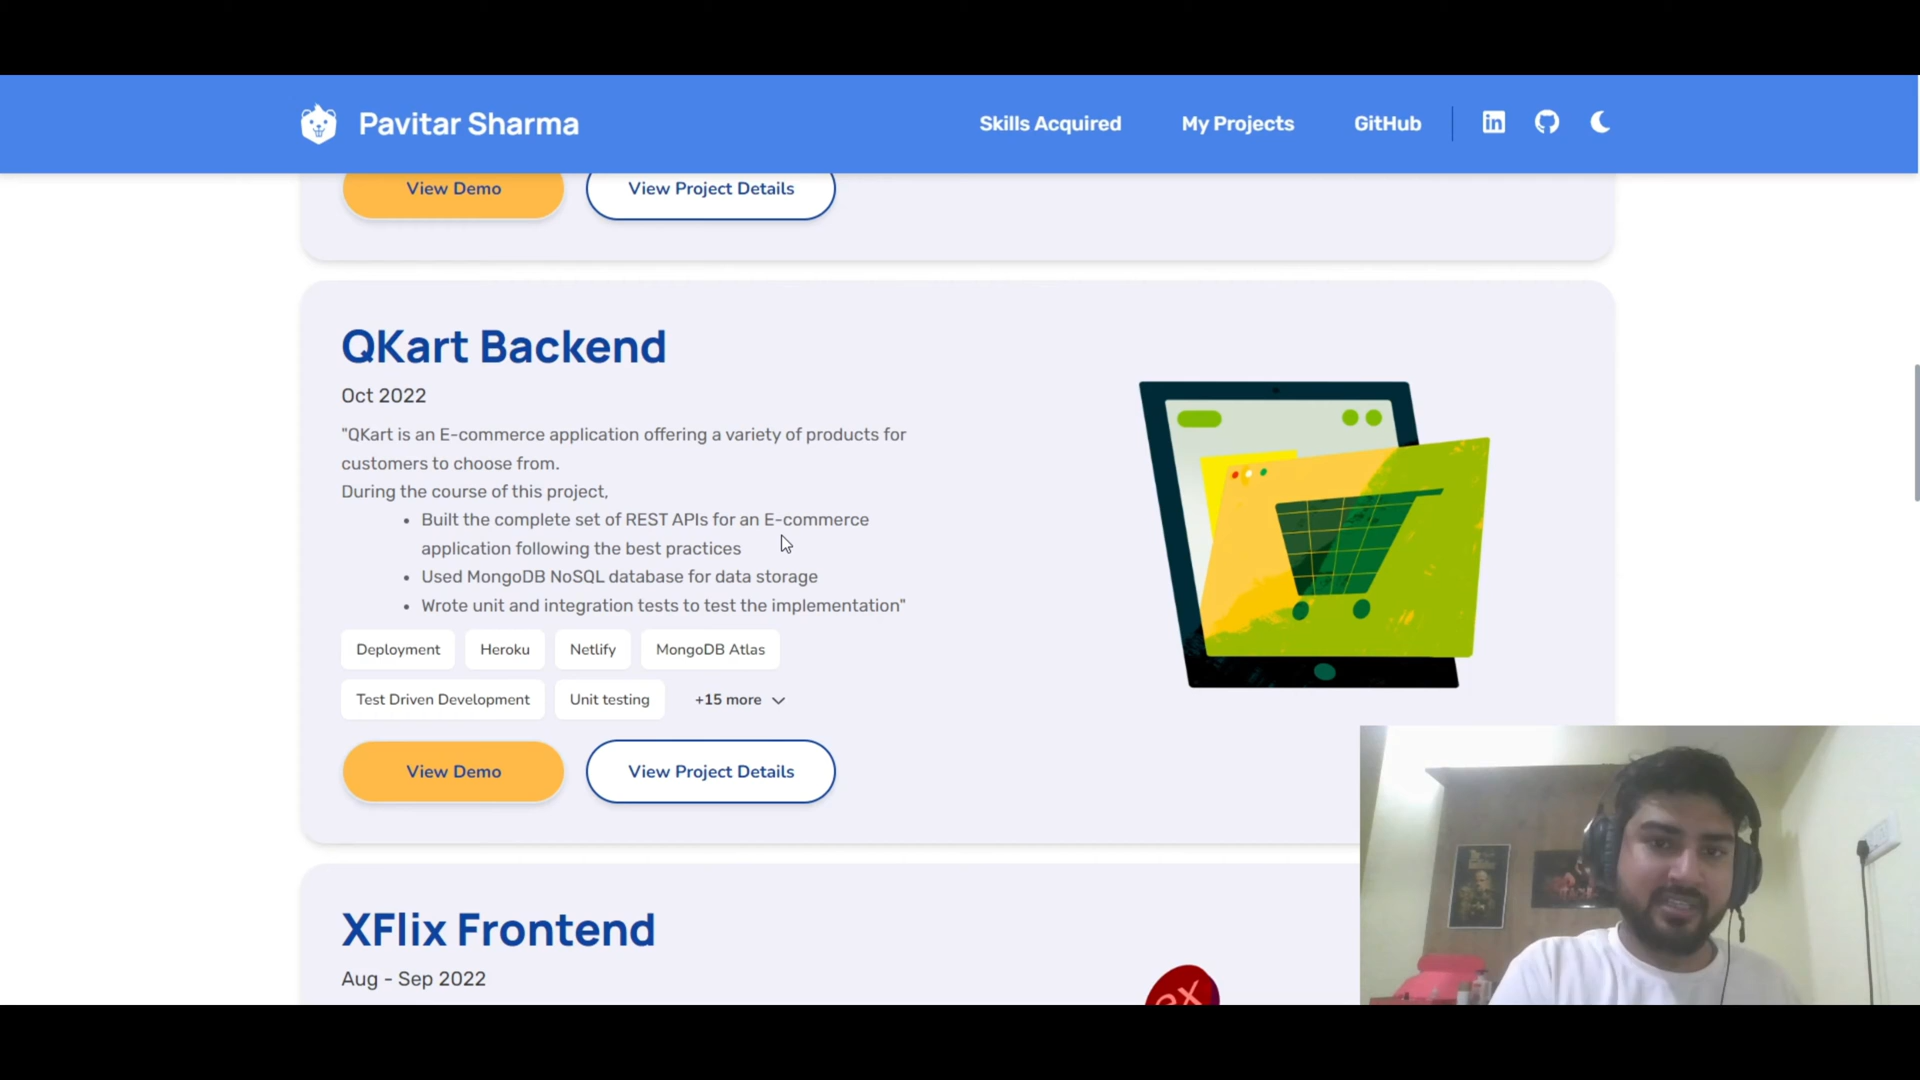 Pavitar Sharma
Skills Acquired
My Projects
GitHub
View Demo
View Project Details
QKart Backend
Oct 2022
"QKart is an E-commerce application offering a variety of products for
customers to choose from.
During the course of this project,
• Built the complete set of REST APIs for an E-commerce
application following the best practices
• Used MongoDB NoSQL database for data storage
• Wrote unit and integration tests to test the implementation"
Deployment
Heroku
Netlify
MongoDB Atlas
Test Driven Development
Unit testing
+15 more
View Demo
View Project Details
XFlix Frontend
Aug - Sep 2022